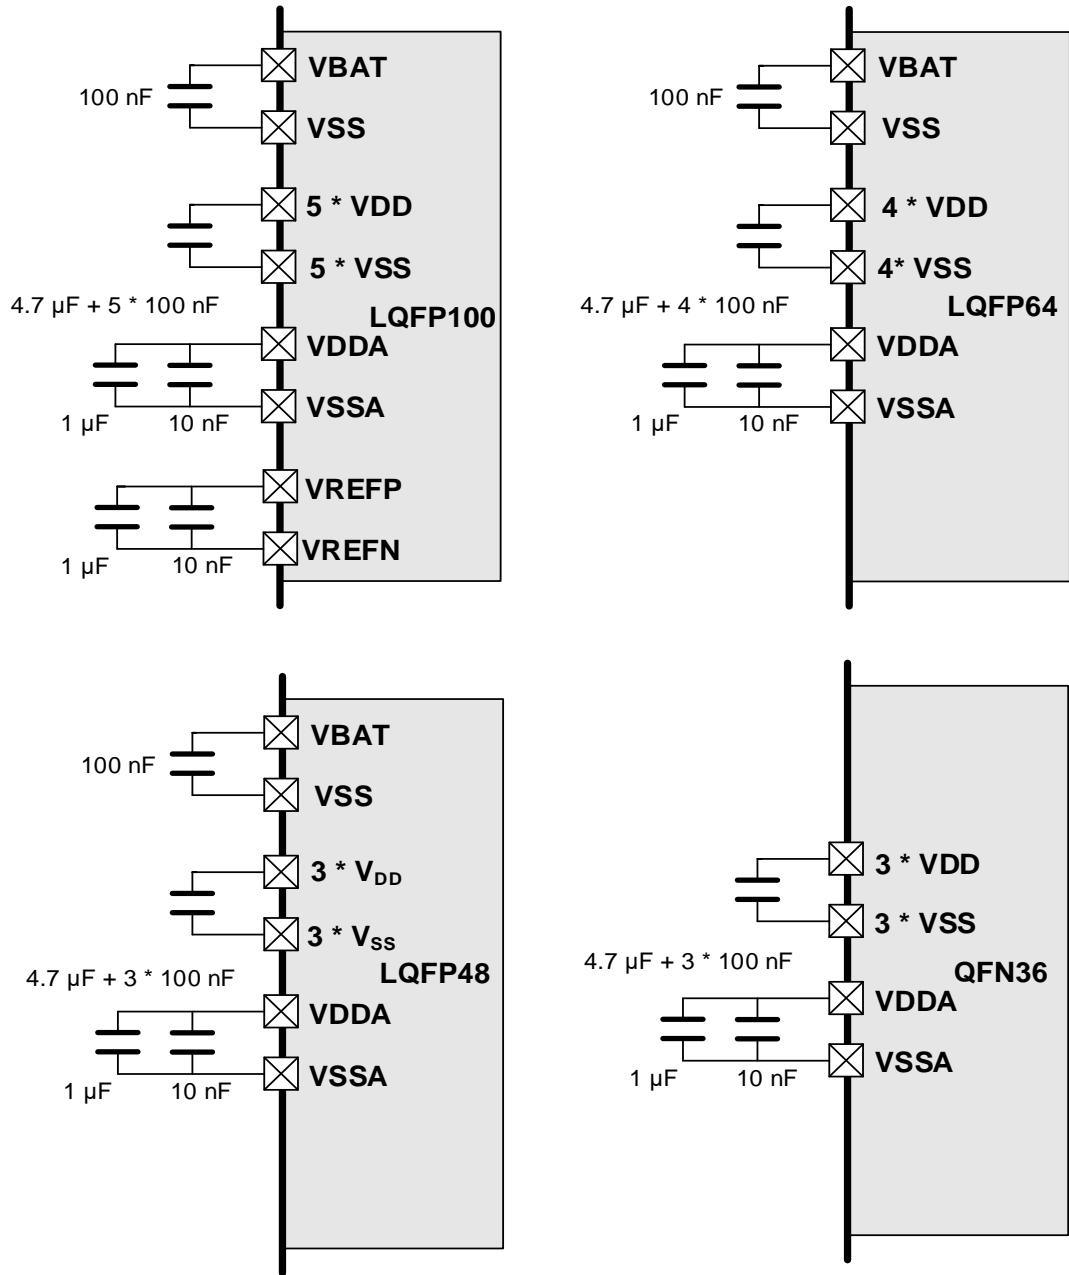 VBAT
100 nF
VSS
5 * VDD
5 * VSS
4.7 µF + 5 * 100 nF
LQFP100
VDDA
VSSA
1 µF
10 nF
VREFP
VREFN
1 µF
10 nF
VBAT
100 nF
VSS
4 * VDD
4* VSS
4.7 µF + 4 * 100 nF
LQFP64
VDDA
VSSA
1 µF
10 nF
VBAT
100 nF
VSS
3 * VDD
3 * VSS
4.7 µF + 3 * 100 nF
LQFP48
VDDA
VSSA
1 µF
10 nF
3 * VDD
3 * VSS
4.7 µF + 3 * 100 nF
QFN36
VDDA
VSSA
1 µF
10 nF